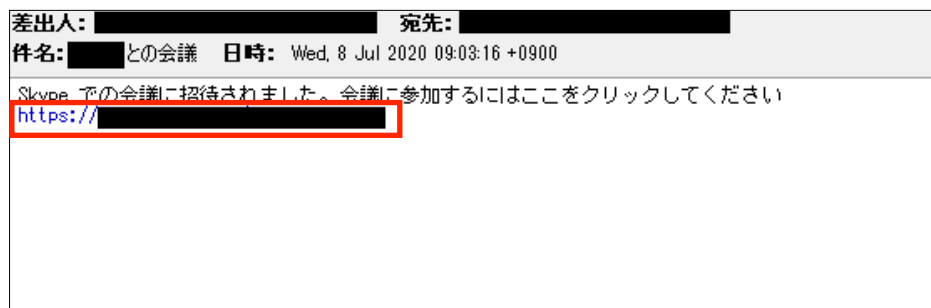 差出人: 宛先:
件名: との会議 日時: Wed, 8 Jul 2020 09:03:16 +0900
Skype での会議に招待されました。会議に参加するにはここをクリックしてください
https://